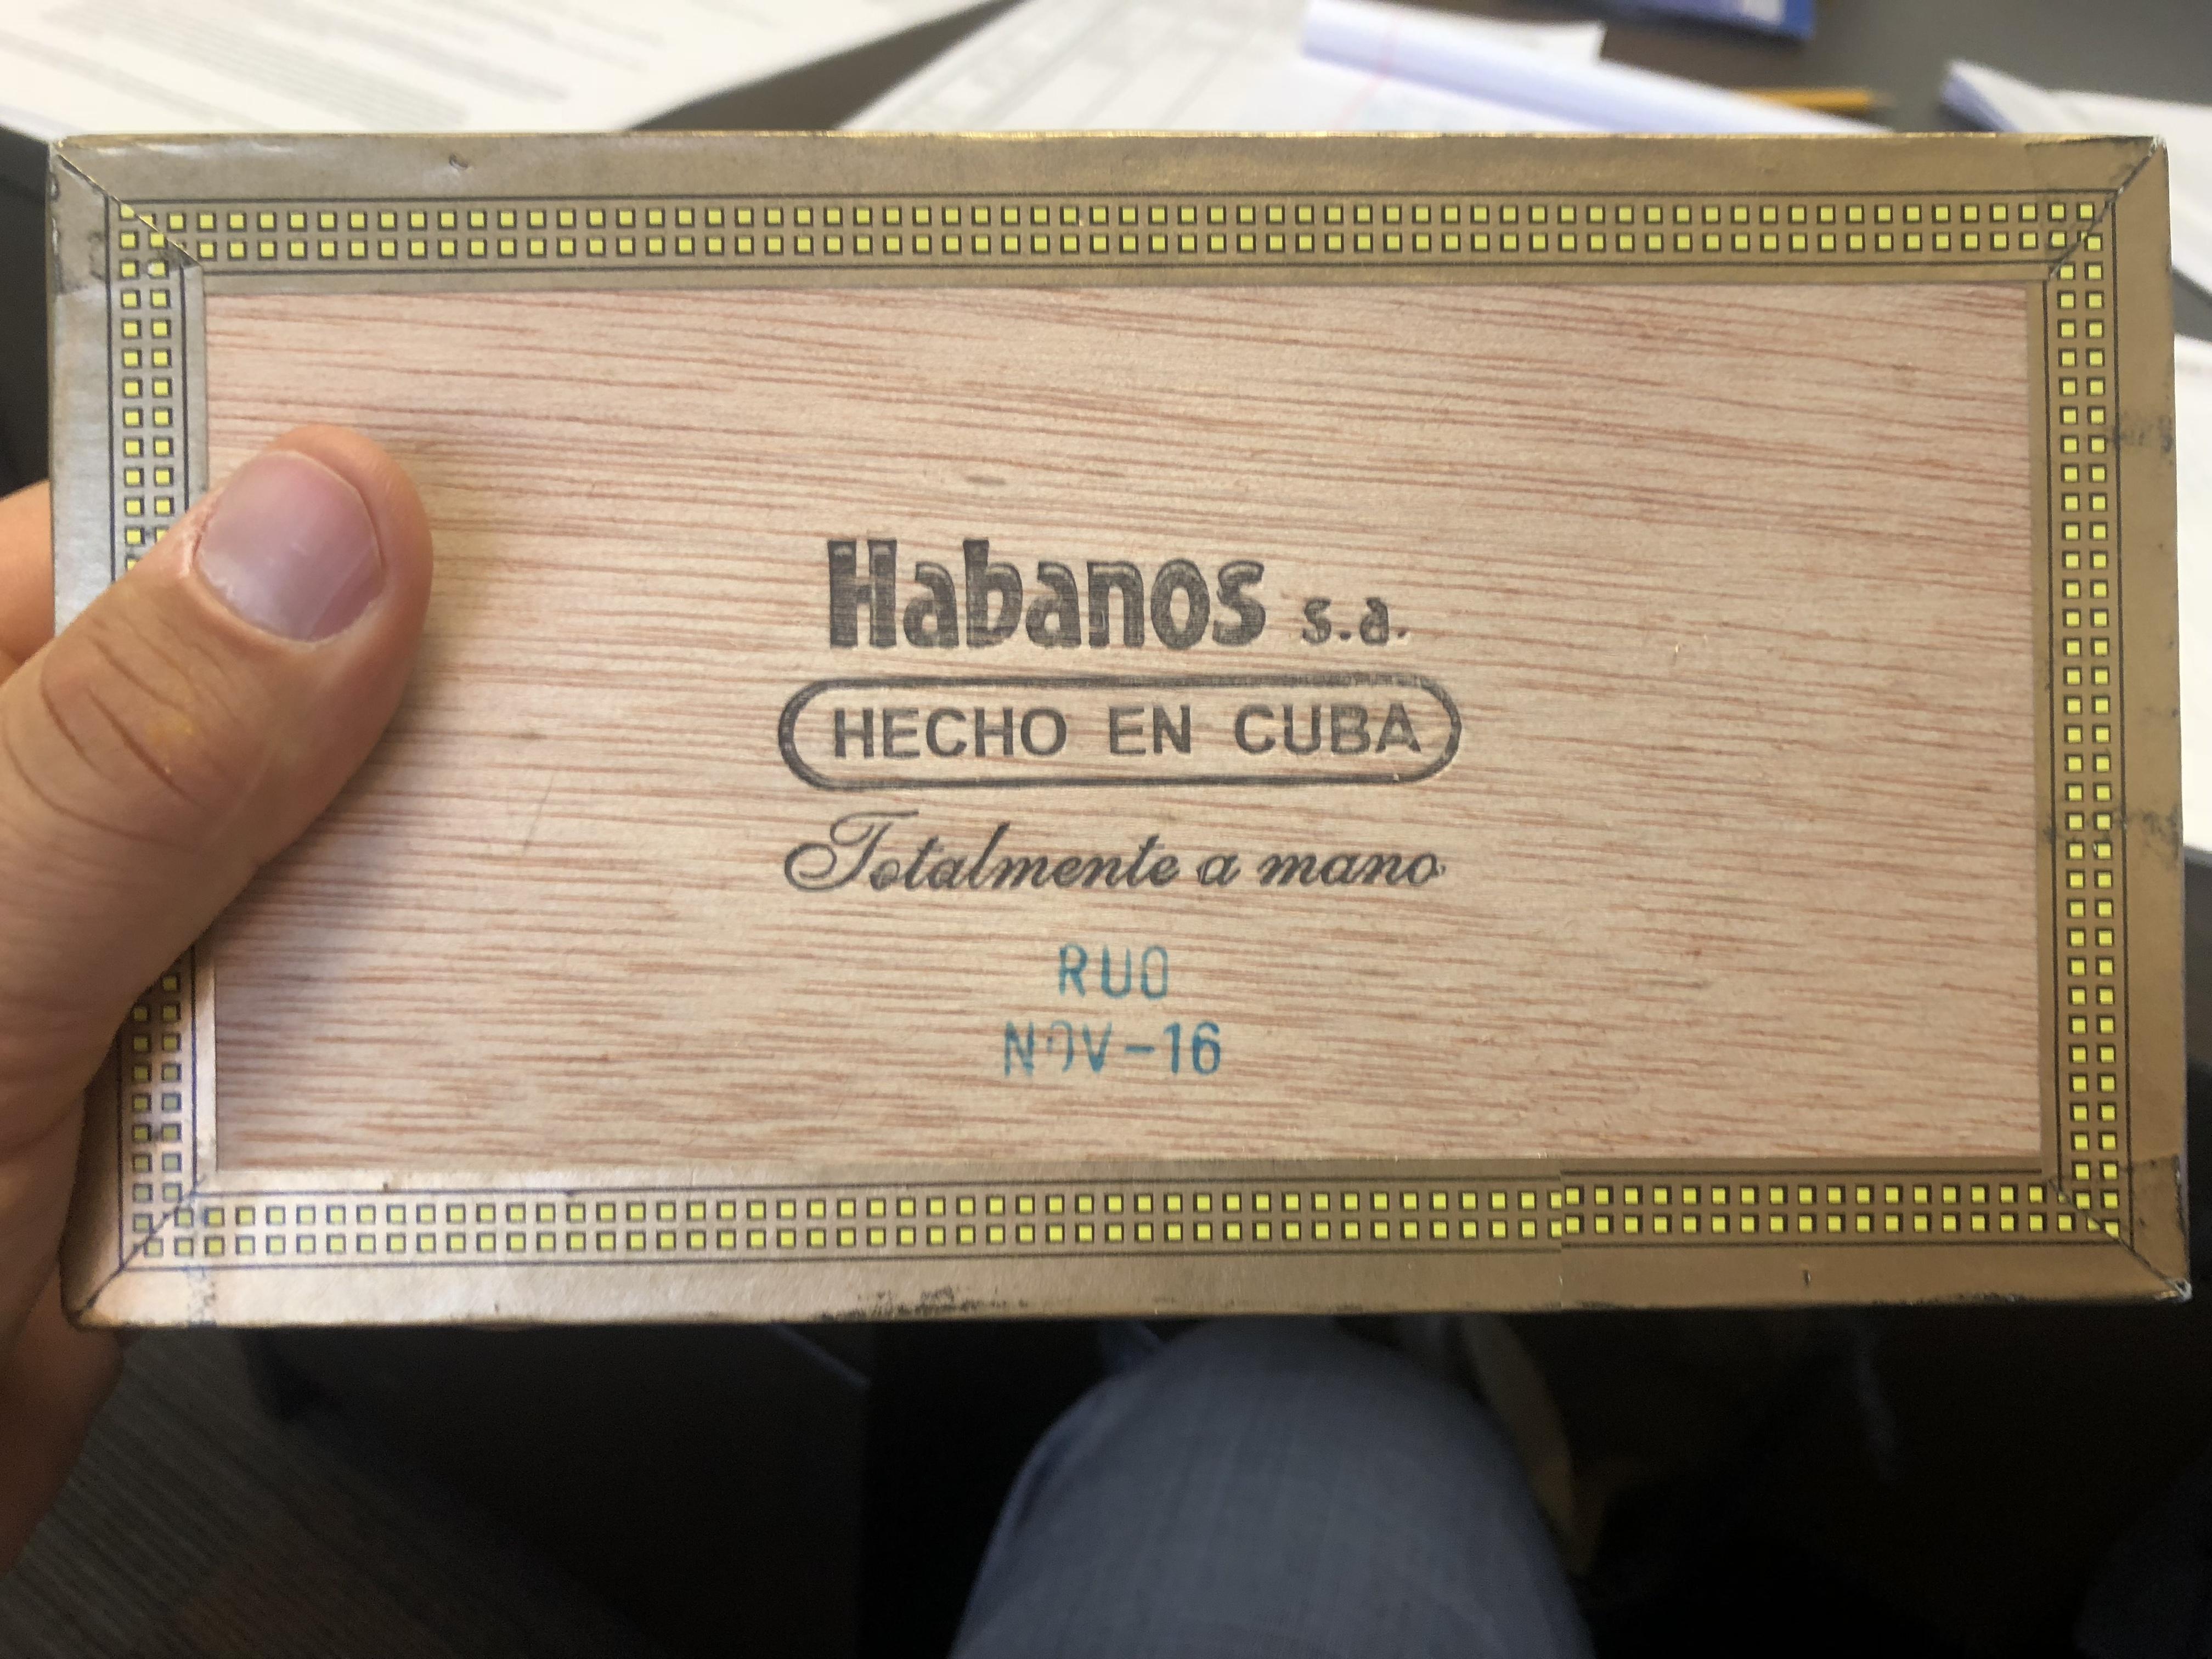 Habanos s.a.
HECHO EN CUBA
Totalmente a mano
RUO
NOV-16